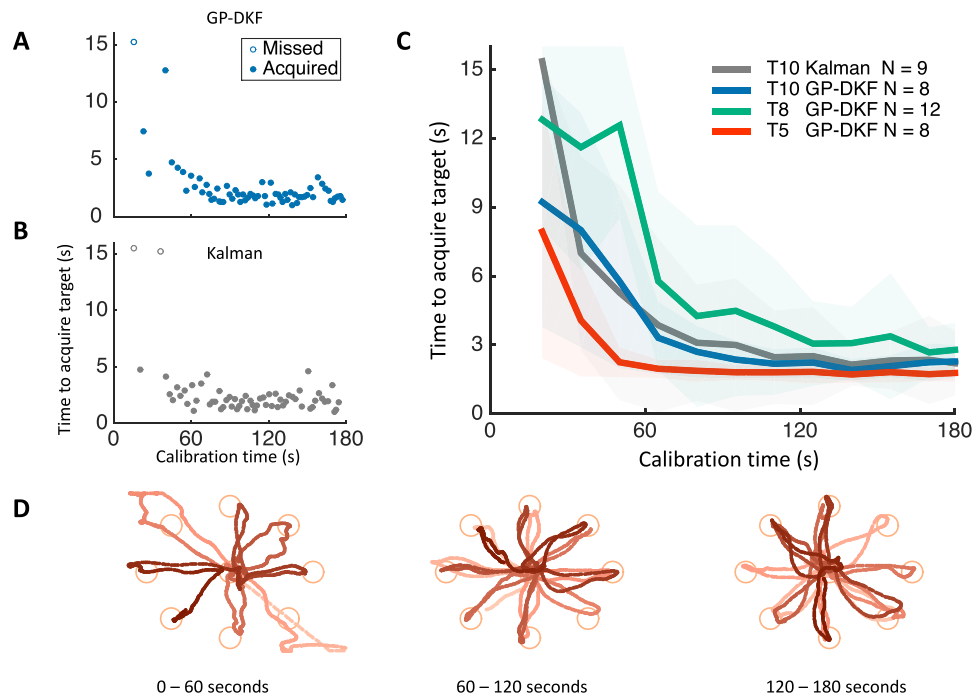 A
GP-DKF
15
Missed
Acquired
10
5
0
B
Kalman
15
10
5
0
0
60
120
180
Time to acquire target (s)
Calibration time (s)
C
15
12
9
6
3
0
0
60
120
180
Time to acquire target (s)
Calibration time (s)
T10 Kalman N = 9
T10 GP-DKF N = 8
T8 GP-DKF N = 12
T5 GP-DKF N = 8
D
0 – 60 seconds
60 – 120 seconds
120 – 180 seconds